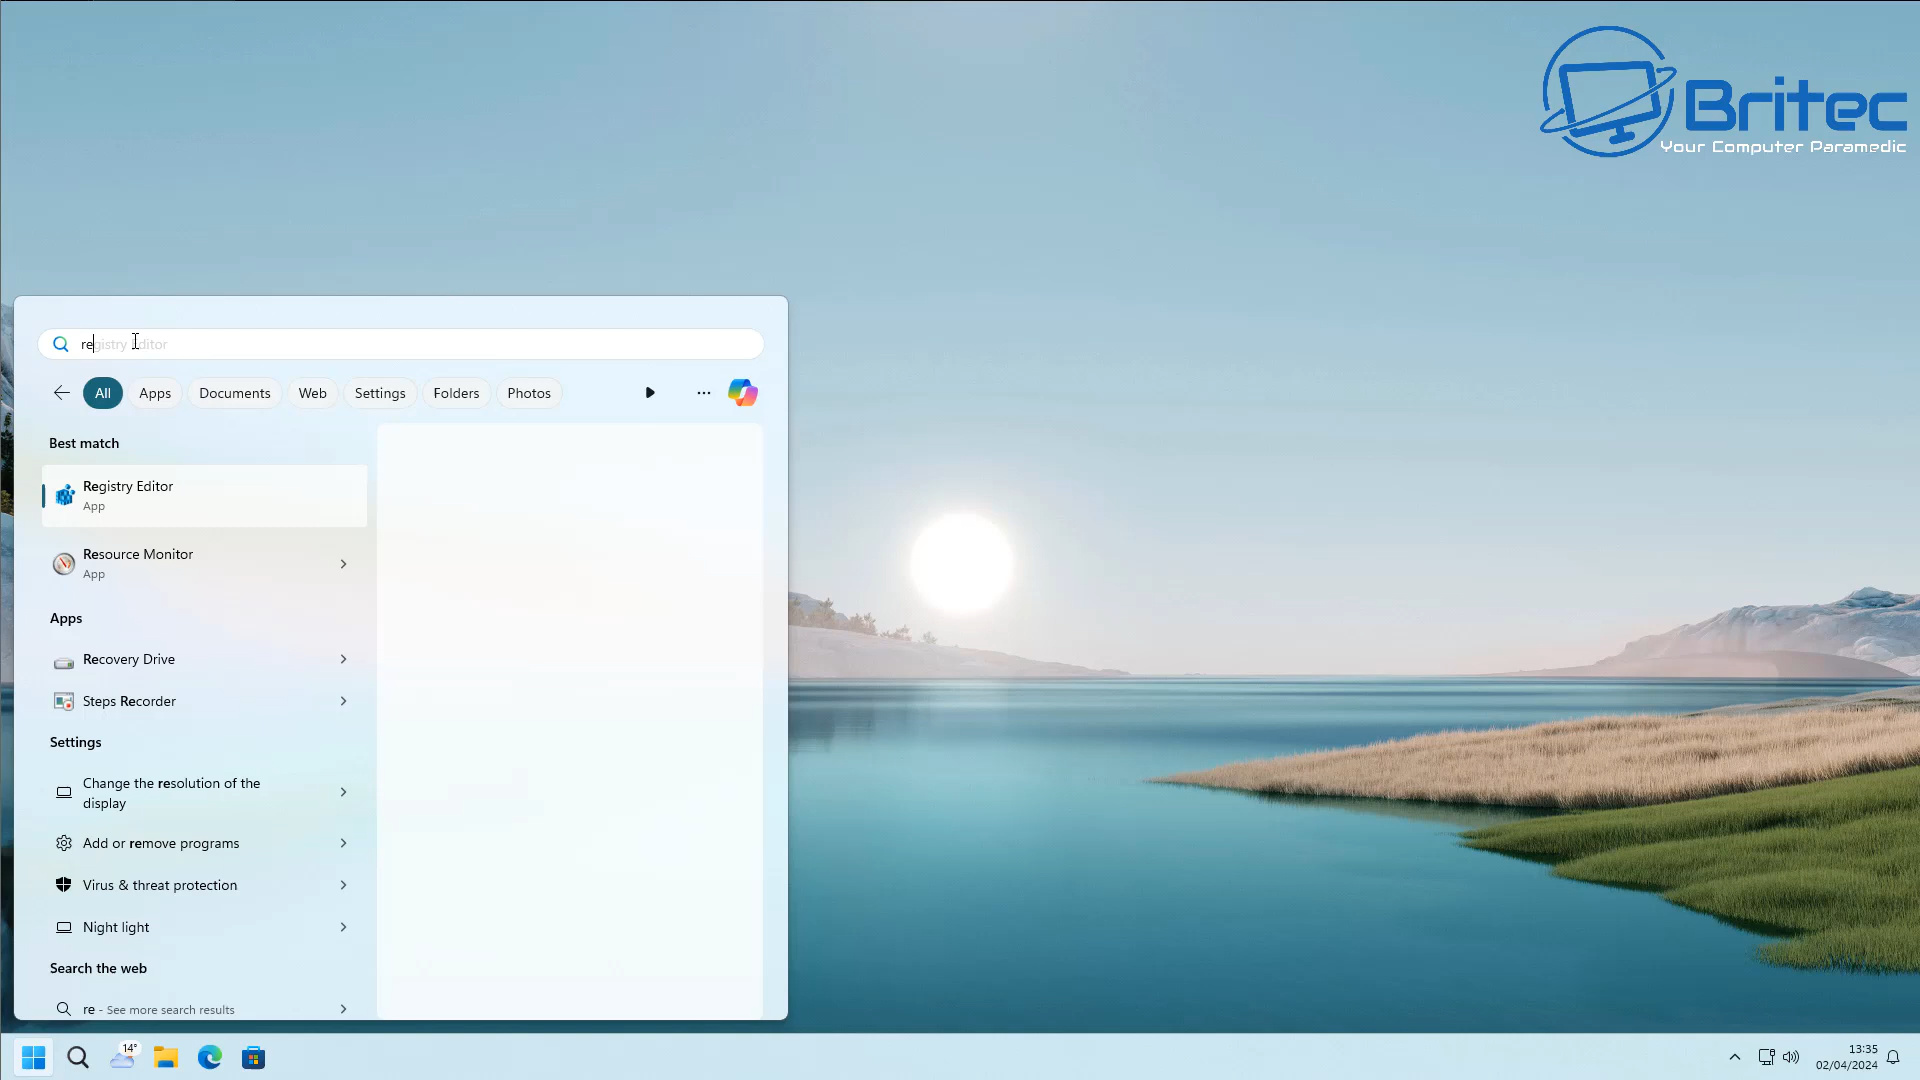 Britec
Your Computer Paramedic
registry Editor
All Apps Documents Web Settings Folders Photos
Best match
Registry Editor
App
Resource Monitor
App
Apps
Recovery Drive
Steps Recorder
Settings
Change the resolution of the
display
Add or remove programs
Virus & threat protection
Night light
Search the web
re - See more search results
14°
13:35
02/04/2024